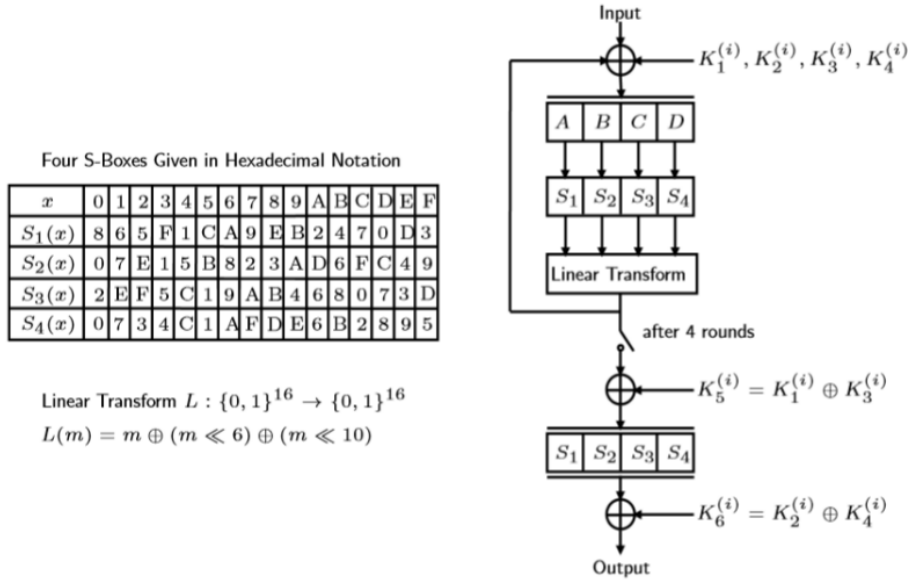 Four S-Boxes Given in Hexadecimal Notation
x 0 1 2 3 4 5 6 7 8 9 A B C D E F
S₁(x) 8 6 5 F 1 C A 9 E B 2 4 7 0 D 3
S₂(x) 0 7 E 1 5 B 8 2 3 A D 6 F C 4 9
S₃(x) 2 E F 5 C 1 9 A B 4 6 8 0 7 3 D
S₄(x) 0 7 3 4 C 1 A F D E 6 B 2 8 9 5
Linear Transform L : {0, 1}¹⁶ → {0, 1}¹⁶
L(m) = m ⊕ (m ≪ 6) ⊕ (m ≪ 10)
Input
K₁⁽ⁱ⁾, K₂⁽ⁱ⁾, K₃⁽ⁱ⁾, K₄⁽ⁱ⁾
A B C D
S₁ S₂ S₃ S₄
Linear Transform
after 4 rounds
K₅⁽ⁱ⁾ = K₁⁽ⁱ⁾ ⊕ K₃⁽ⁱ⁾
S₁ S₂ S₃ S₄
K₆⁽ⁱ⁾ = K₂⁽ⁱ⁾ ⊕ K₄⁽ⁱ⁾
Output